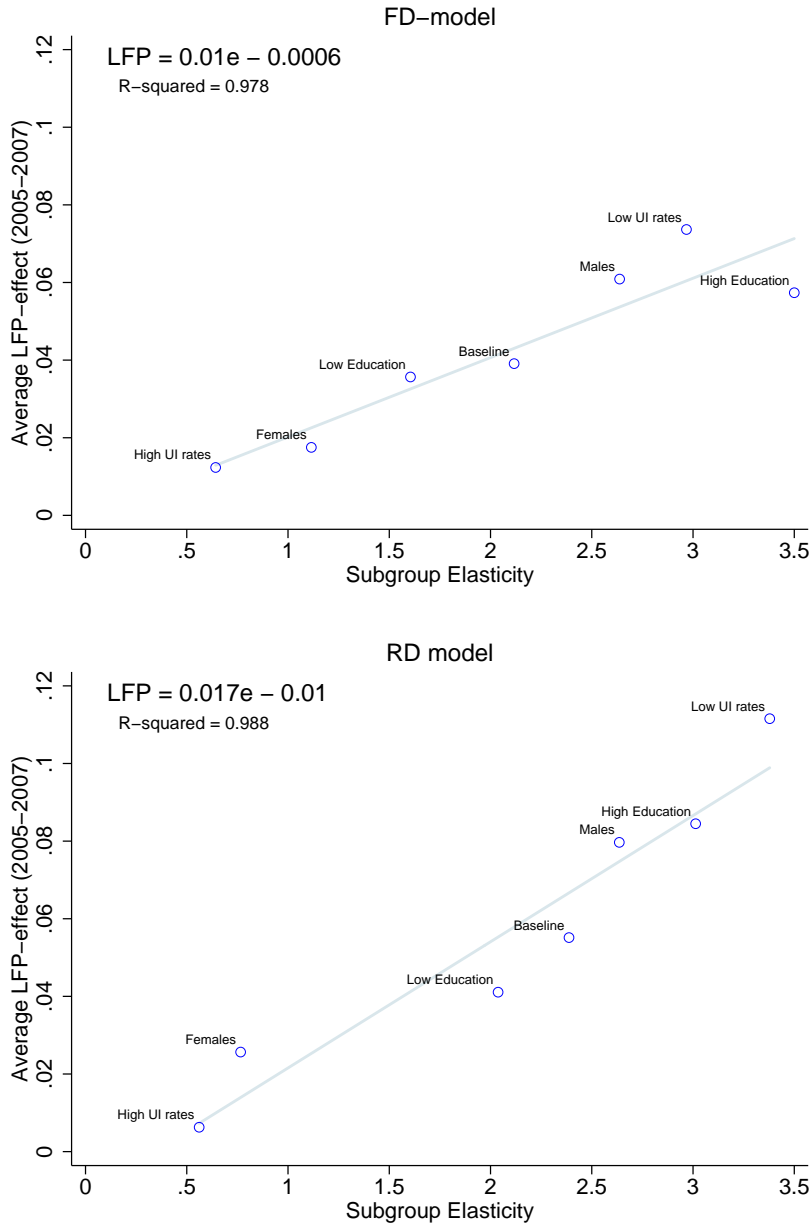 FD−model
LFP = 0.01e − 0.0006
R−squared = 0.978
Average LFP−effect (2005−2007)
.12
.1
.08
.06
.04
.02
0
Low UI rates
Males
High Education
Baseline
Low Education
Females
High UI rates
0 .5 1 1.5 2 2.5 3 3.5
Subgroup Elasticity
RD model
LFP = 0.017e − 0.01
R−squared = 0.988
Average LFP−effect (2005−2007)
.12
.1
.08
.06
.04
.02
0
Low UI rates
High Education
Males
Baseline
Low Education
Females
High UI rates
0 .5 1 1.5 2 2.5 3 3.5
Subgroup Elasticity